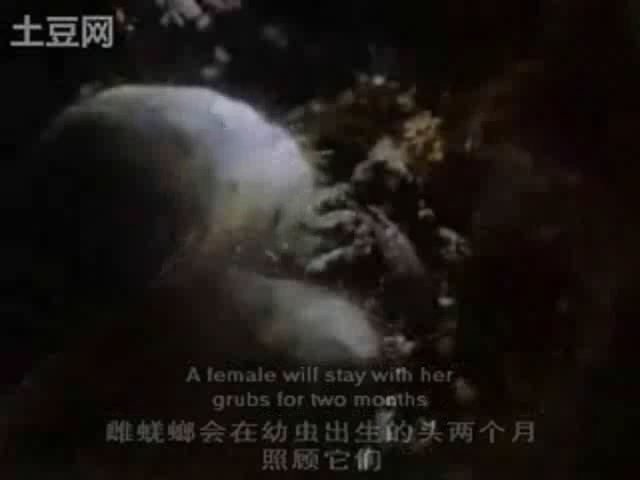 土豆网
A female will stay with her
grubs for two months
雌蜣螂会在幼虫出生的头两个月
照顾它们